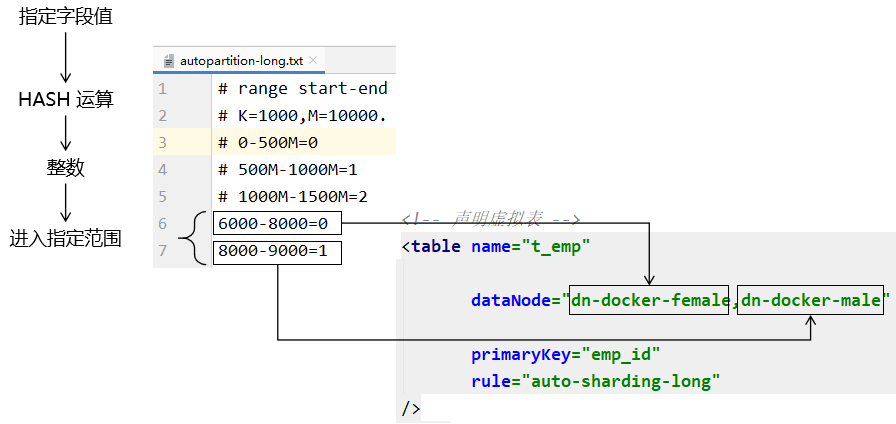 指定字段值
HASH 运算
整数
进入指定范围
autopartition-long.txt
1 # range start-end
2 # K=1000,M=10000.
3 # 0-500M=0
4 # 500M-1000M=1
5 # 1000M-1500M=2
6 6000-8000=0
7 8000-9000=1
<!-- 声明虚拟表 -->
<table name="t_emp"
dataNode="dn-docker-female,dn-docker-male"
primaryKey="emp_id"
rule="auto-sharding-long"
/>